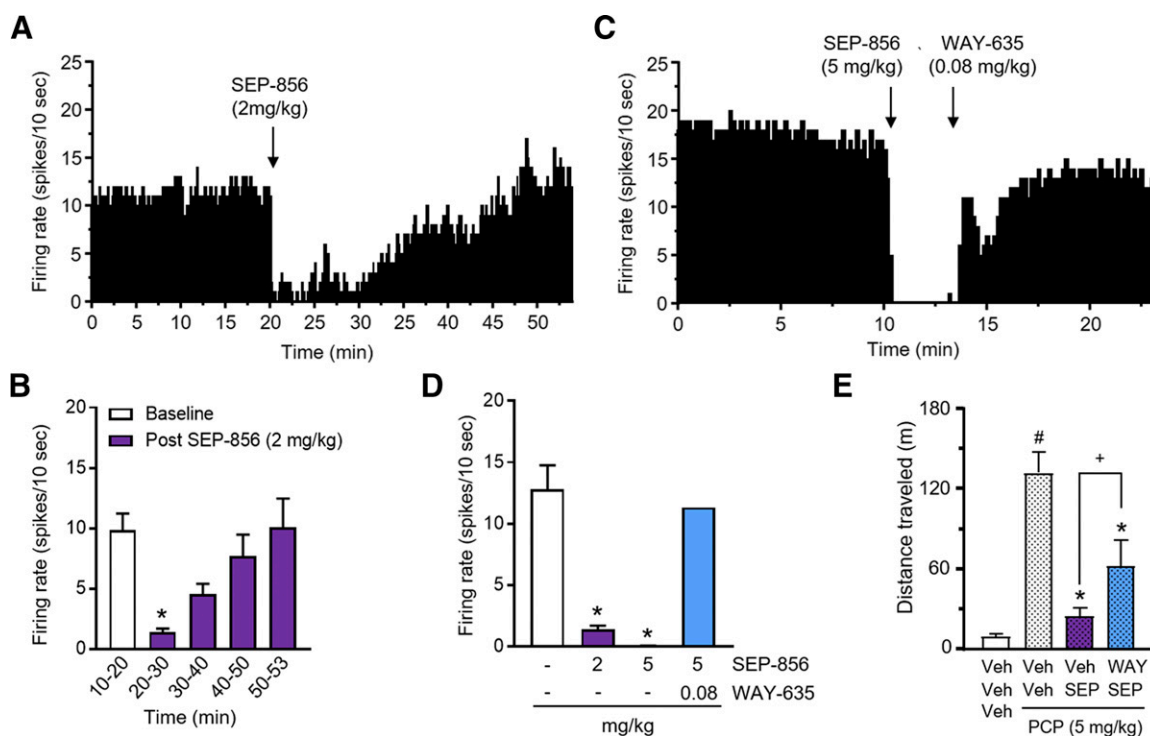 A
SEP-856
(2mg/kg)
Firing rate (spikes/10 sec)
25
20
15
10
5
0
0 5 10 15 20 25 30 25 40 45 50
Time (min)
C
SEP-856 WAY-635
(5 mg/kg) (0.08 mg/kg)
Firing rate (spikes/10 sec)
25
20
15
10
5
0
0 5 10 15 20
Time (min)
B
Baseline
Post SEP-856 (2 mg/kg)
Firing rate (spikes/10 sec)
20
15
10
5
0
*
10-20 20-30 30-40 40-50 50-53
Time (min)
D
Firing rate (spikes/10 sec)
20
15
10
5
0
* *
- 2 5 5 SEP-856
- - - 0.08 WAY-635
mg/kg
E
Distance traveled (m)
180
120
60
0
#
+
* *
Veh Veh Veh WAY
Veh Veh SEP SEP
Veh PCP (5 mg/kg)